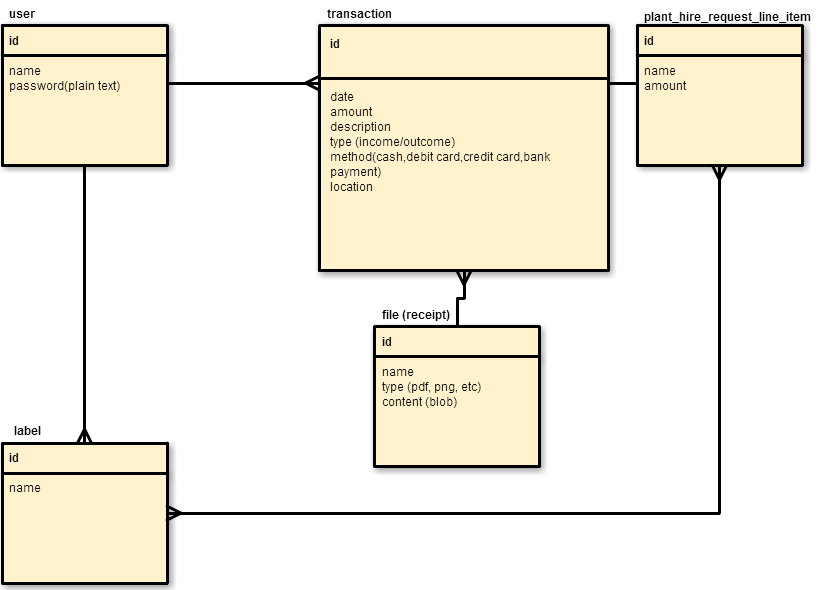 user
id
name
password(plain text)
transaction
id
date
amount
description
type (income/outcome)
method(cash,debit card,credit card,bank
payment)
location
plant_hire_request_line_item
id
name
amount
file (receipt)
id
name
type (pdf, png, etc)
content (blob)
label
id
name